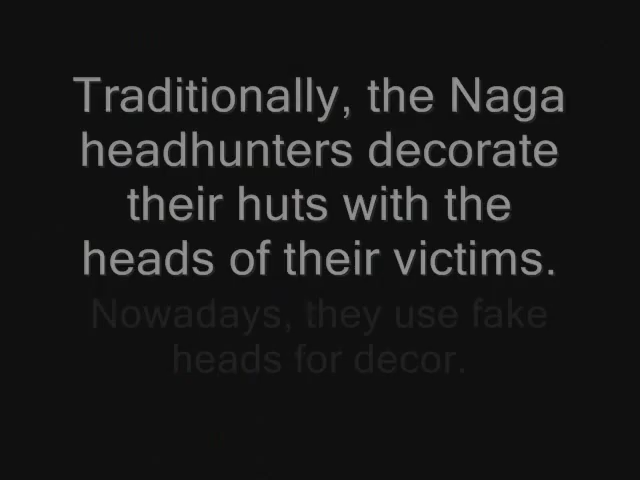 Traditionally, the Naga
headhunters decorate
their huts with the
heads of their victims.
Nowadays, they use fake
heads for decor.